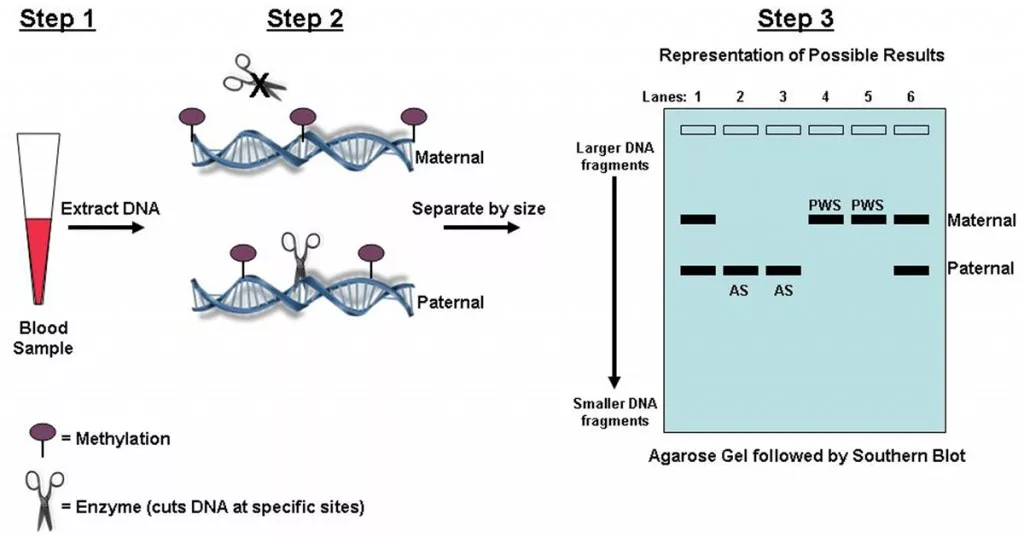 Step 1
Step 2
Step 3
Representation of Possible Results
Lanes: 1 2 3 4 5 6
Larger DNA
fragments
Maternal
Extract DNA
Separate by size
PWS PWS
Maternal
Paternal
AS AS
Paternal
Blood
Sample
Smaller DNA
fragments
= Methylation
Agarose Gel followed by Southern Blot
= Enzyme (cuts DNA at specific sites)
X